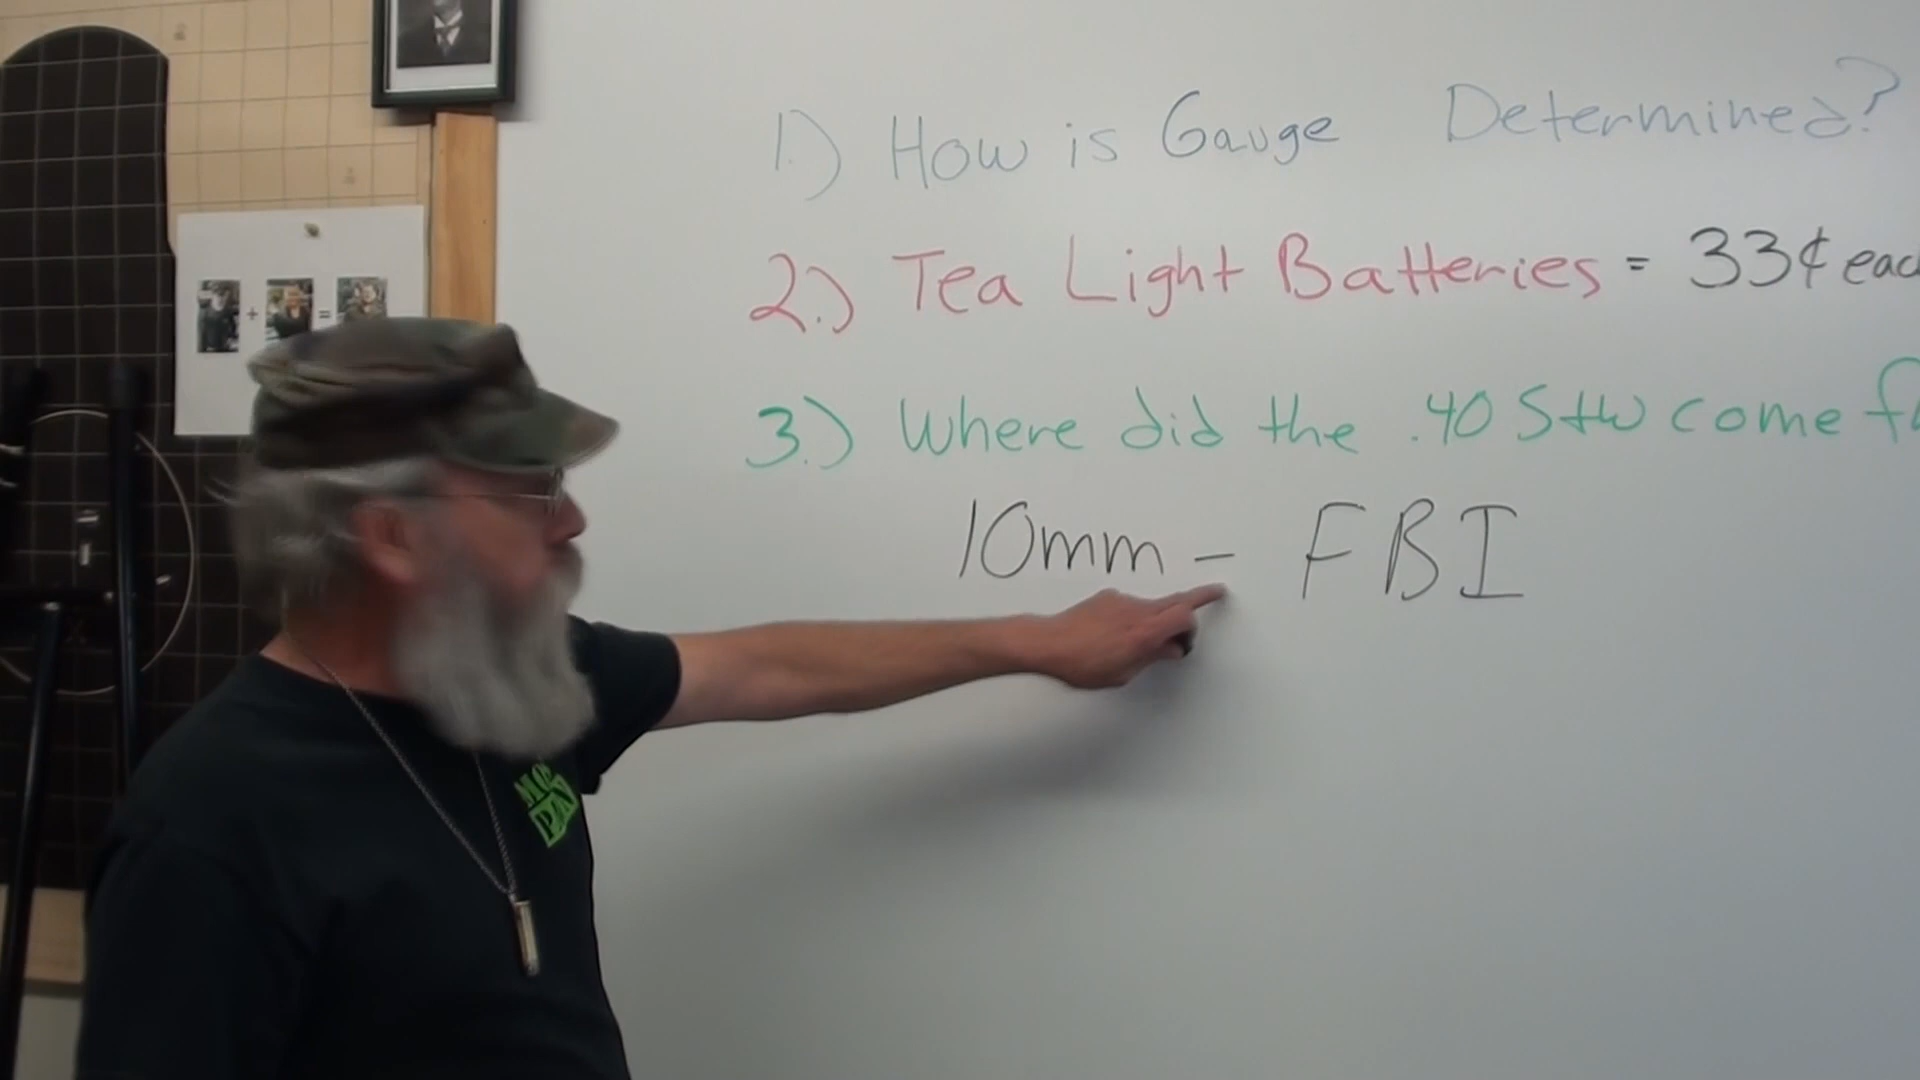 1.) How is Gauge Determined?
2.) Tea Light Batteries = 33¢ each
3.) Where did the .40 S+W come f
10mm - FBI
+ =